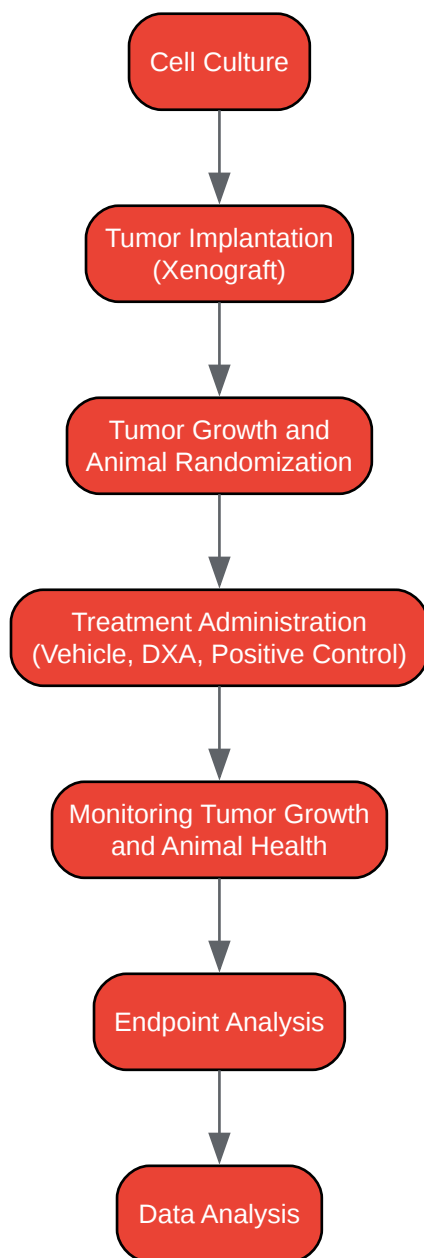 Cell Culture
Tumor Implantation
(Xenograft)
Tumor Growth and
Animal Randomization
Treatment Administration
(Vehicle, DXA, Positive Control)
Monitoring Tumor Growth
and Animal Health
Endpoint Analysis
Data Analysis